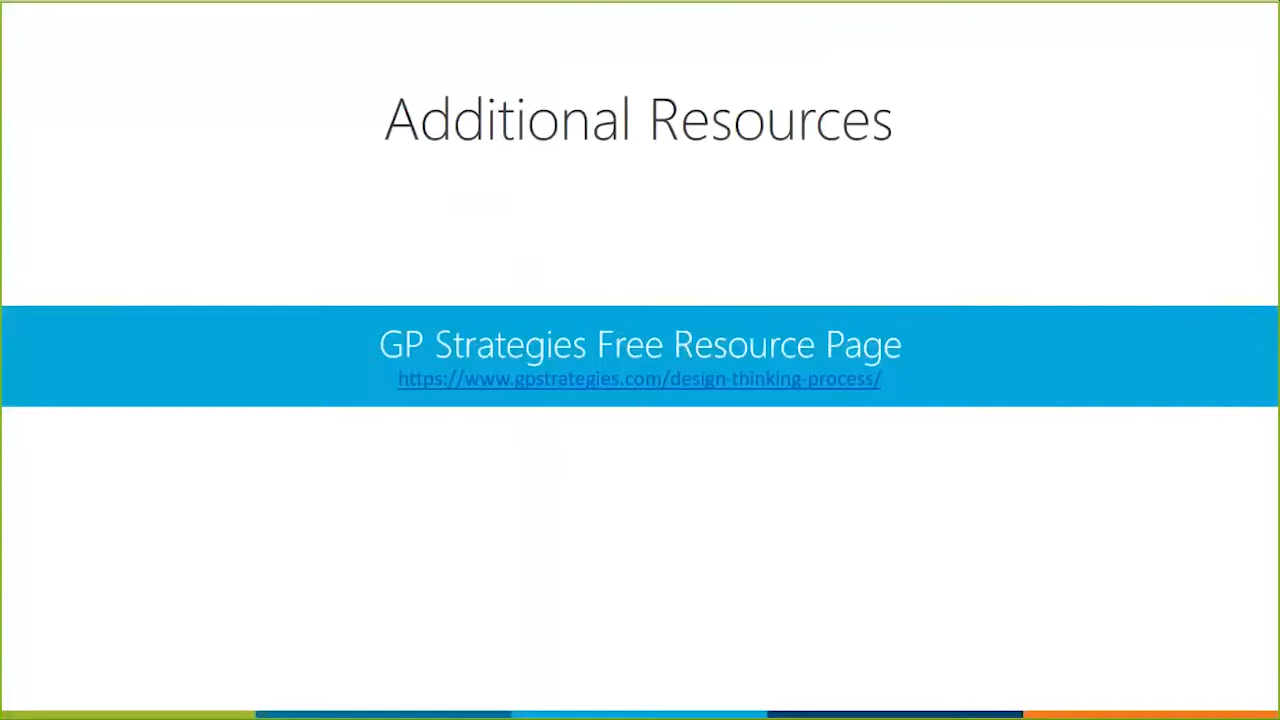 Additional Resources
GP Strategies Free Resource Page
https://www.gpstrategies.com/design-thinking-process/